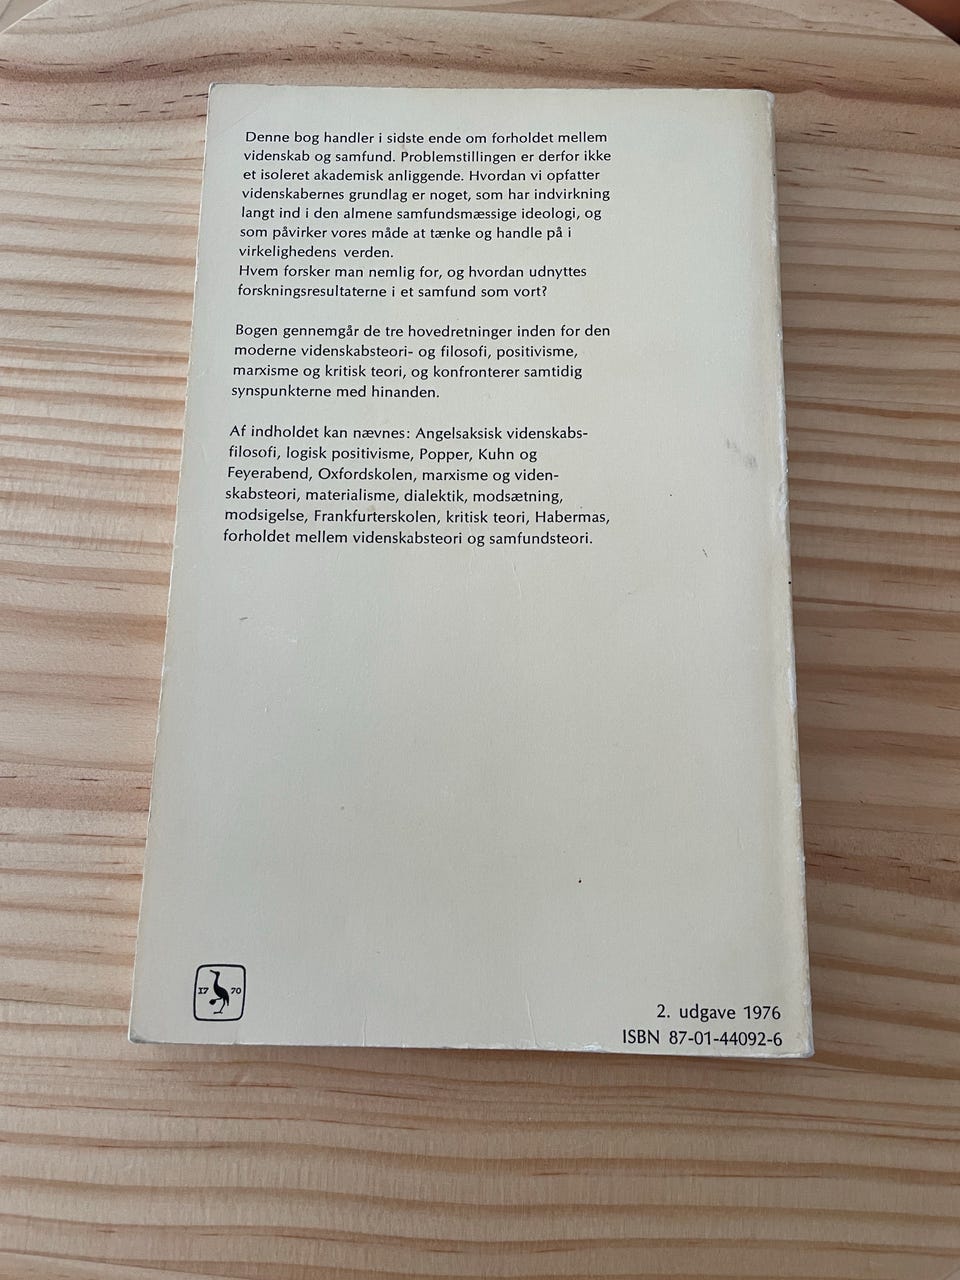 Denne bog handler i sidste ende om forholdet mellem
videnskab og samfund. Problemstillingen er derfor ikke
et isoleret akademisk anliggende. Hvordan vi opfatter
videnskabernes grundlag er noget, som har indvirkning
langt ind i den almene samfundsmæssige ideologi, og
som påvirker vores måde at tænke og handle på i
virkelighedens verden.
Hvem forsker man nemlig for, og hvordan udnyttes
forskningsresultaterne i et samfund som vort?
Bogen gennemgår de tre hovedretninger inden for den
moderne videnskabsteori- og filosofi, positivisme,
marxisme og kritisk teori, og konfronterer samtidig
synspunkterne med hinanden.
Af indholdet kan nævnes: Angelsaksisk videnskabs-
filosofi, logisk positivisme, Popper, Kuhn og
Feyerabend, Oxfordskolen, marxisme og viden-
skabsteori, materialisme, dialektik, modsætning,
modsigelse, Frankfurterskolen, kritisk teori, Habermas,
forholdet mellem videnskabsteori og samfundsteori.
17 70
2. udgave 1976
ISBN 87-01-44092-6